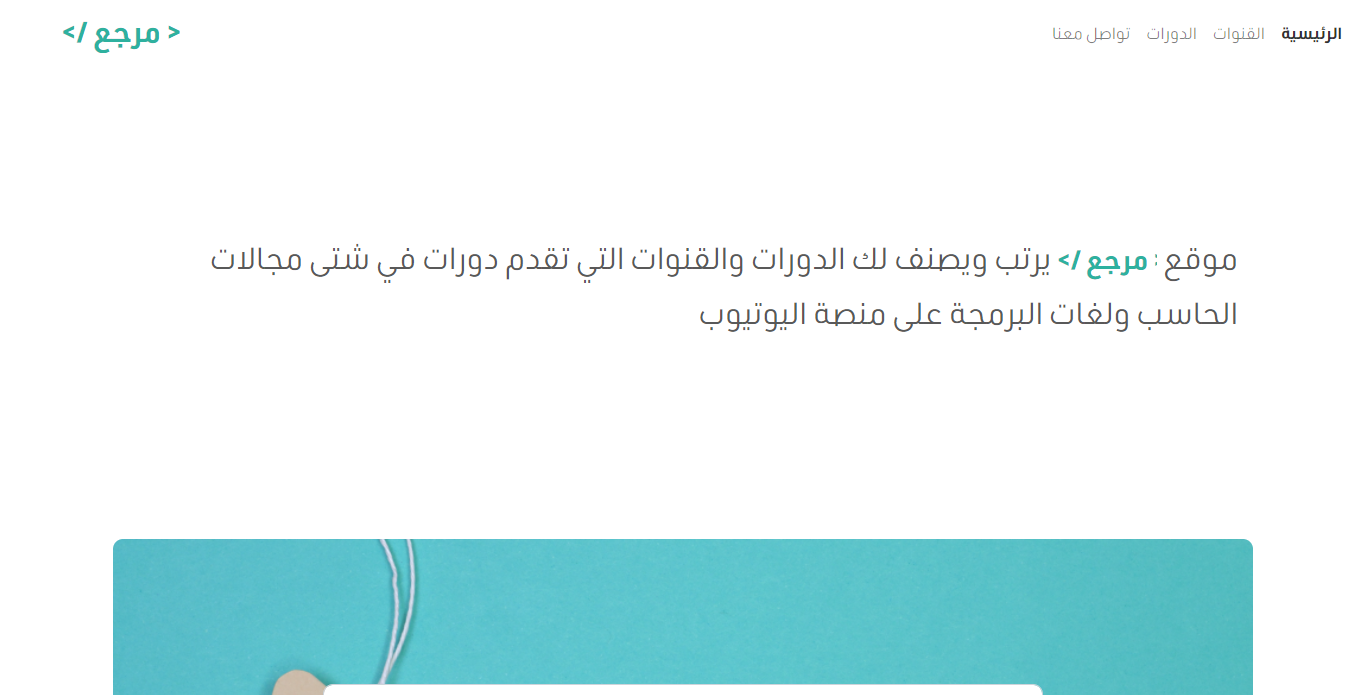 الرئيسية القنوات الدورات تواصل معنا
< مرجع />
موقع : مرجع /> يرتب ويصنف لك الدورات والقنوات التي تقدم دورات في شتى مجالات
الحاسب ولغات البرمجة على منصة اليوتيوب